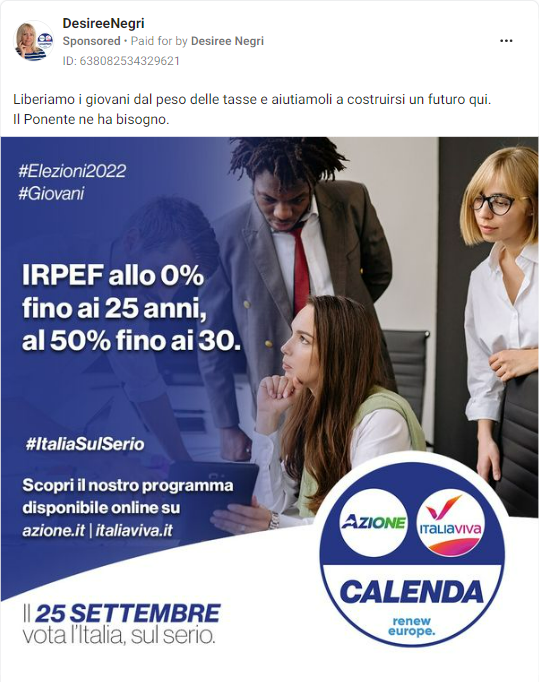 DesireeNegri
Sponsored • Paid for by Desiree Negri
ID: 638082534329621
Liberiamo i giovani dal peso delle tasse e aiutiamoli a costruirsi un futuro qui.
Il Ponente ne ha bisogno.
#Elezioni2022
#Giovani
IRPEF allo 0%
fino ai 25 anni,
al 50% fino ai 30.
#ItaliaSulSerio
Scopri il nostro programma
disponibile online su
azione.it | italiaviva.it
AZIONE
ITALIAVIVA
CALENDA
renew
europe.
Il 25 SETTEMBRE
vota l'Italia, sul serio.